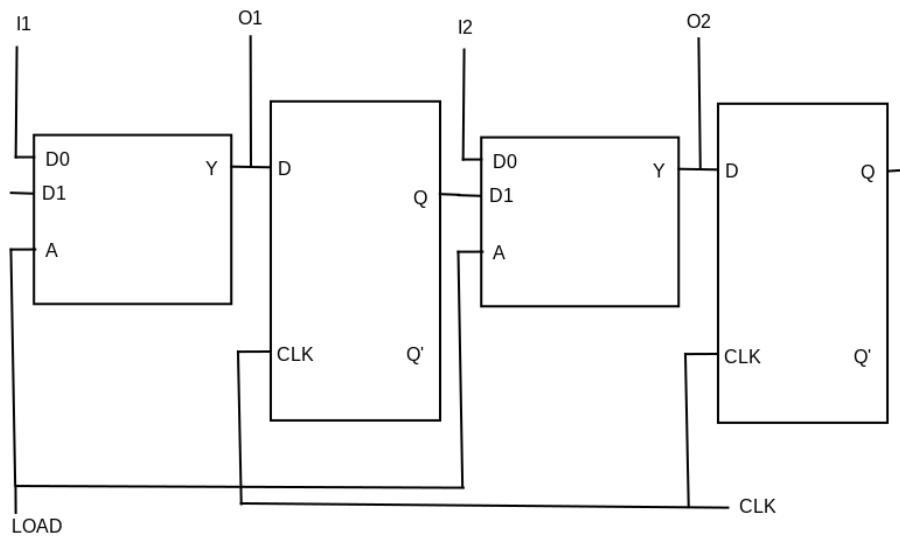 I1
O1
I2
O2
D0
D1
A
Y
D
Q
CLK
Q'
D0
D1
A
Y
D
Q
CLK
Q'
LOAD
CLK